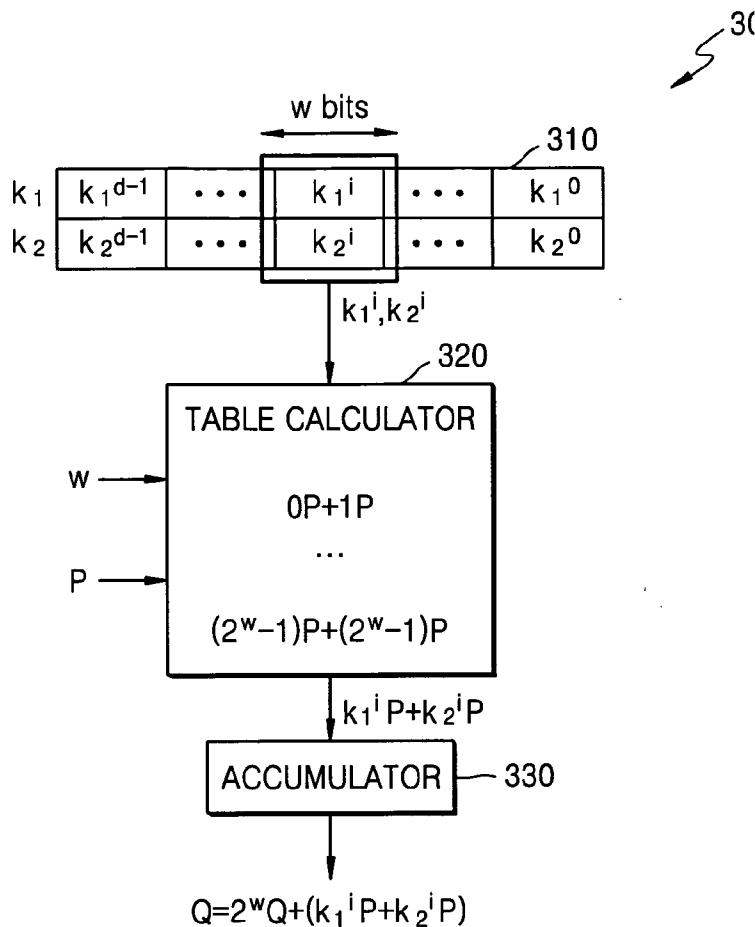 30
w bits
310
k₁ k₁ᵈ⁻¹ ··· k₁ⁱ ··· k₁⁰
k₂ k₂ᵈ⁻¹ ··· k₂ⁱ ··· k₂⁰
k₁ⁱ,k₂ⁱ
320
TABLE CALCULATOR
w
0P+1P
···
P
(2ʷ−1)P+(2ʷ−1)P
k₁ⁱP+k₂ⁱP
ACCUMULATOR
330
Q=2ʷQ+(k₁ⁱP+k₂ⁱP)